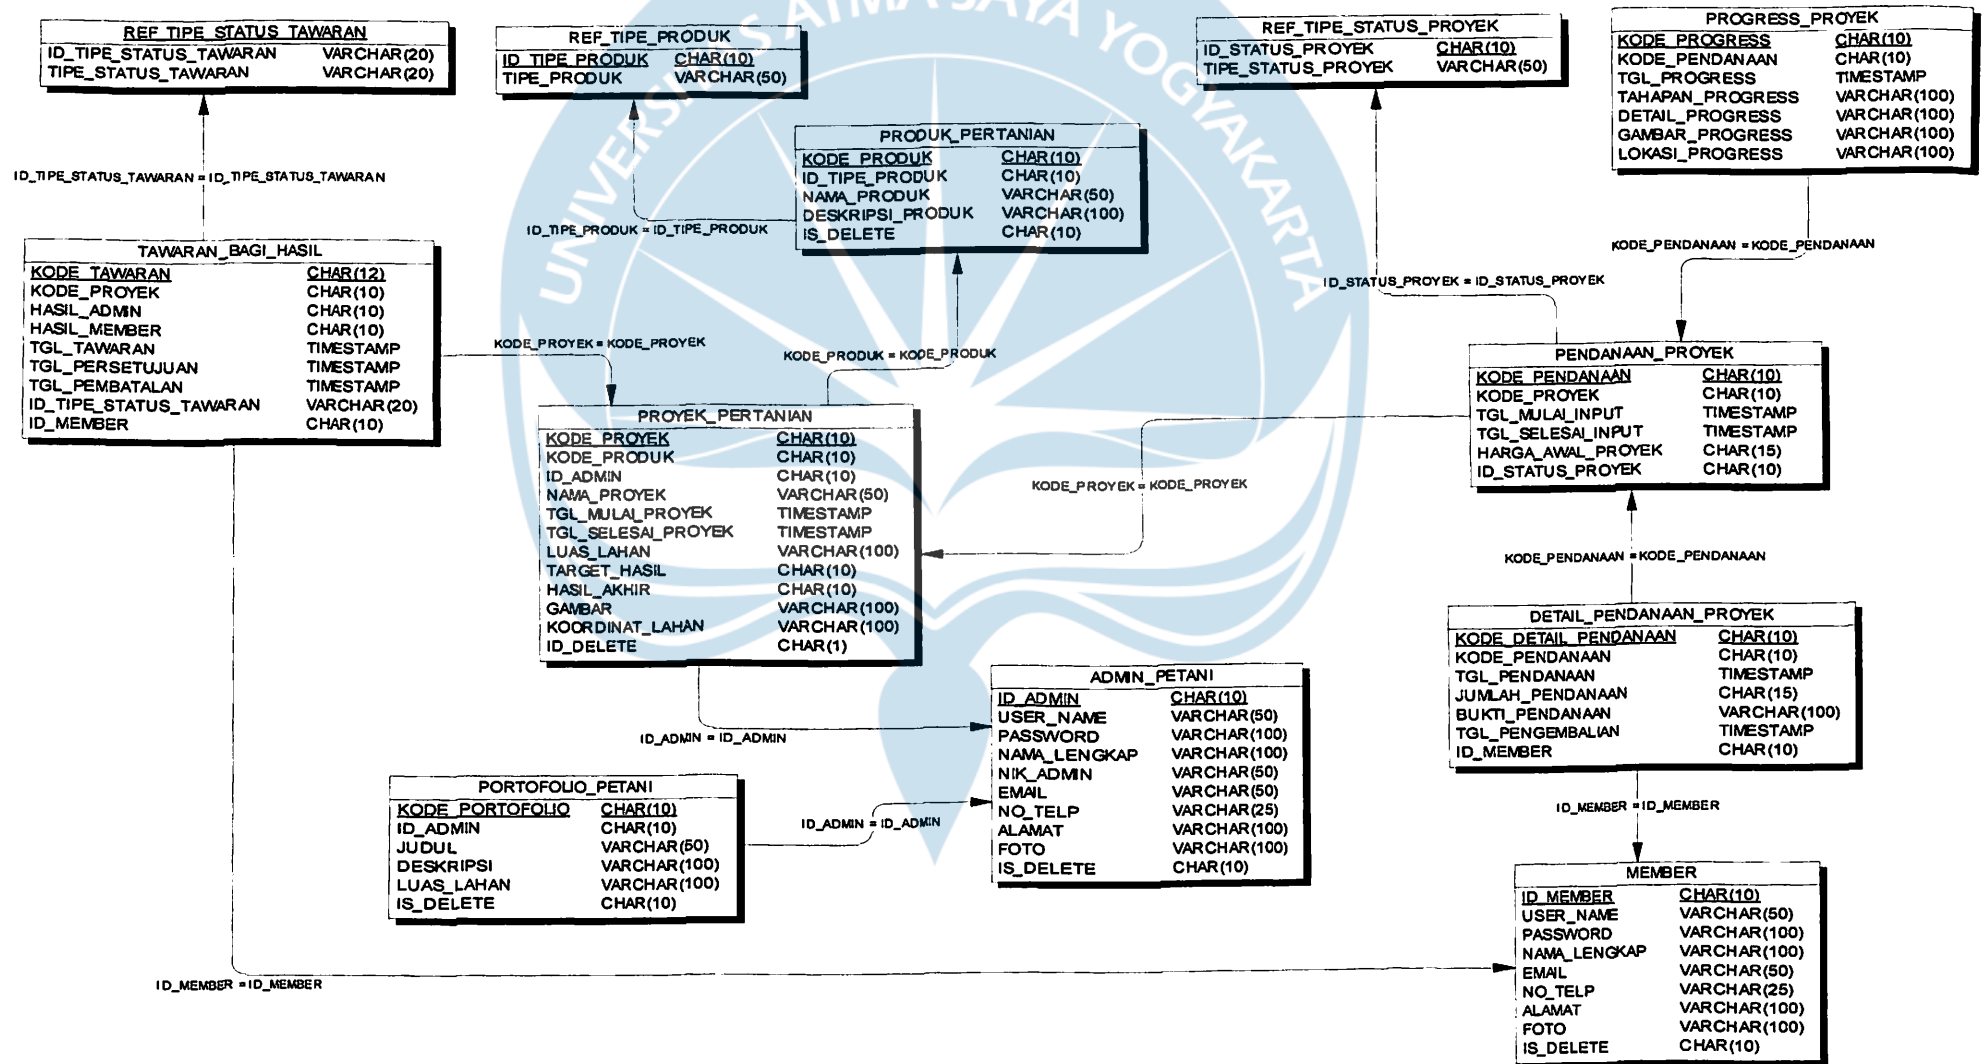 UNIVERSITAS ATMA JAYA YOGYAKARTA
REF_TIPE_STATUS_TAWARAN
ID_TIPE_STATUS_TAWARAN VARCHAR(20)
TIPE_STATUS_TAWARAN VARCHAR(20)
REF_TIPE_PRODUK
ID_TIPE_PRODUK CHAR(10)
TIPE_PRODUK VARCHAR(50)
REF_TIPE_STATUS_PROYEK
ID_STATUS_PROYEK CHAR(10)
TIPE_STATUS_PROYEK VARCHAR(50)
PROGRESS_PROYEK
KODE_PROGRESS CHAR(10)
KODE_PENDANAAN CHAR(10)
TGL_PROGRESS TIMESTAMP
TAHAPAN_PROGRESS VARCHAR(100)
DETAIL_PROGRESS VARCHAR(100)
GAMBAR_PROGRESS VARCHAR(100)
LOKASI_PROGRESS VARCHAR(100)
PRODUK_PERTANIAN
KODE_PRODUK CHAR(10)
ID_TIPE_PRODUK CHAR(10)
NAMA_PRODUK VARCHAR(50)
DESKRIPSI_PRODUK VARCHAR(100)
IS_DELETE CHAR(10)
ID_TIPE_STATUS_TAWARAN = ID_TIPE_STATUS_TAWARAN
ID_TIPE_PRODUK = ID_TIPE_PRODUK
KODE_PENDANAAN = KODE_PENDANAAN
ID_STATUS_PROYEK = ID_STATUS_PROYEK
TAWARAN_BAGI_HASIL
KODE_TAWARAN CHAR(12)
KODE_PROYEK CHAR(10)
HASIL_ADMIN CHAR(10)
HASIL_MEMBER CHAR(10)
TGL_TAWARAN TIMESTAMP
TGL_PERSETUJUAN TIMESTAMP
TGL_PEMBATALAN TIMESTAMP
ID_TIPE_STATUS_TAWARAN VARCHAR(20)
ID_MEMBER CHAR(10)
KODE_PROYEK = KODE_PROYEK
KODE_PRODUK = KODE_PRODUK
PENDANAAN_PROYEK
KODE_PENDANAAN CHAR(10)
KODE_PROYEK CHAR(10)
TGL_MULAI_INPUT TIMESTAMP
TGL_SELESAI_INPUT TIMESTAMP
HARGA_AWAL_PROYEK CHAR(15)
ID_STATUS_PROYEK CHAR(10)
PROYEK_PERTANIAN
KODE_PROYEK CHAR(10)
KODE_PRODUK CHAR(10)
ID_ADMIN CHAR(10)
NAMA_PROYEK VARCHAR(50)
TGL_MULAI_PROYEK TIMESTAMP
TGL_SELESAI_PROYEK TIMESTAMP
LUAS_LAHAN VARCHAR(100)
TARGET_HASIL CHAR(10)
HASIL_AKHIR CHAR(10)
GAMBAR VARCHAR(100)
KOORDINAT_LAHAN VARCHAR(100)
ID_DELETE CHAR(1)
KODE_PROYEK = KODE_PROYEK
KODE_PENDANAAN = KODE_PENDANAAN
DETAIL_PENDANAAN_PROYEK
KODE_DETAIL_PENDANAAN CHAR(10)
KODE_PENDANAAN CHAR(10)
TGL_PENDANAAN TIMESTAMP
JUMLAH_PENDANAAN CHAR(15)
BUKTI_PENDANAAN VARCHAR(100)
TGL_PENGEMBALIAN TIMESTAMP
ID_MEMBER CHAR(10)
ADMIN_PETANI
ID_ADMIN CHAR(10)
USER_NAME VARCHAR(50)
PASSWORD VARCHAR(100)
NAMA_LENGKAP VARCHAR(100)
NIK_ADMIN VARCHAR(50)
EMAIL VARCHAR(50)
NO_TELP VARCHAR(25)
ALAMAT VARCHAR(100)
FOTO VARCHAR(100)
IS_DELETE CHAR(10)
ID_ADMIN = ID_ADMIN
PORTOFOLIO_PETANI
KODE_PORTOFOLIO CHAR(10)
ID_ADMIN CHAR(10)
JUDUL VARCHAR(50)
DESKRIPSI VARCHAR(100)
LUAS_LAHAN VARCHAR(100)
IS_DELETE CHAR(10)
ID_ADMIN = ID_ADMIN
ID_MEMBER = ID_MEMBER
MEMBER
ID_MEMBER CHAR(10)
USER_NAME VARCHAR(50)
PASSWORD VARCHAR(100)
NAMA_LENGKAP VARCHAR(100)
EMAIL VARCHAR(50)
NO_TELP VARCHAR(25)
ALAMAT VARCHAR(100)
FOTO VARCHAR(100)
IS_DELETE CHAR(10)
ID_MEMBER = ID_MEMBER